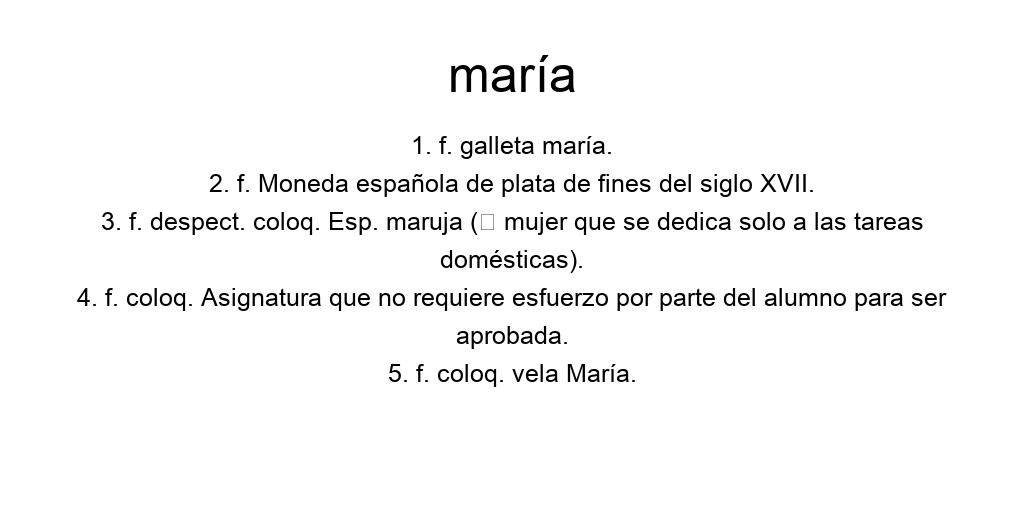 maría
1. f. galleta maría.
2. f. Moneda española de plata de fines del siglo XVII.
3. f. despect. coloq. Esp. maruja (□ mujer que se dedica solo a las tareas
domésticas).
4. f. coloq. Asignatura que no requiere esfuerzo por parte del alumno para ser
aprobada.
5. f. coloq. vela María.